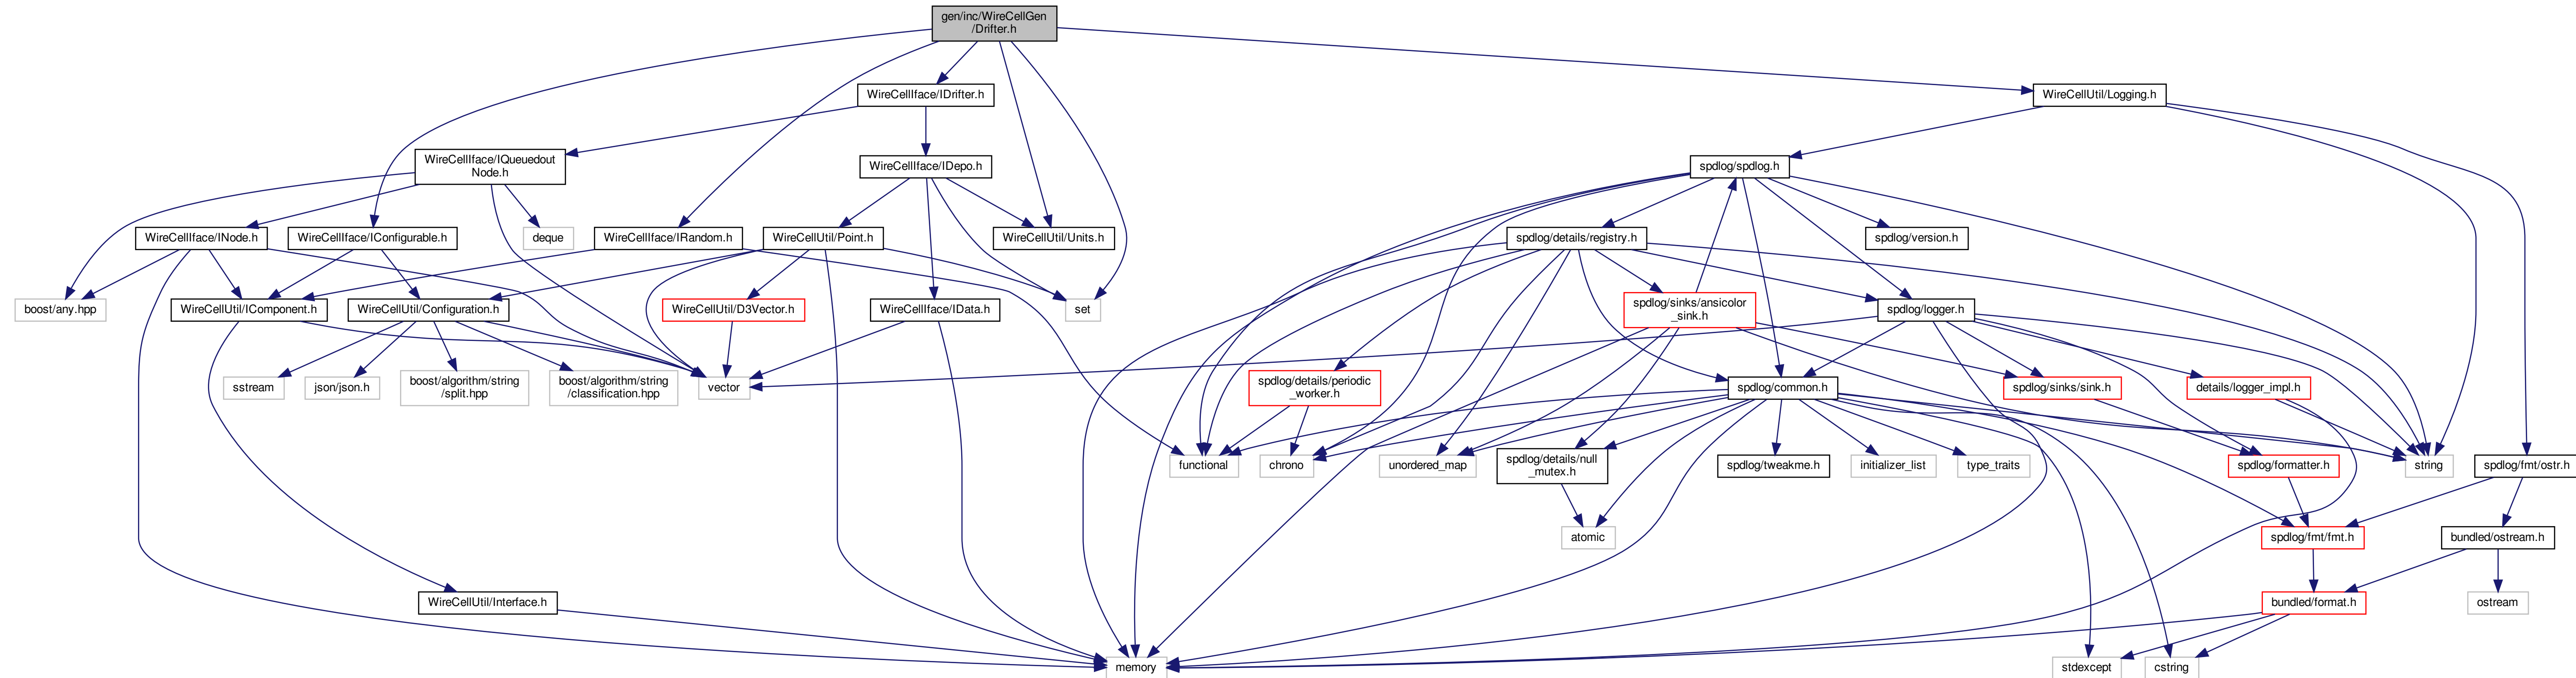 gen/inc/WireCellGen
/Drifter.h
WireCellIface/IDrifter.h
WireCellUtil/Logging.h
WireCellIface/IQueuedout
Node.h
WireCellIface/IDepo.h
spdlog/spdlog.h
WireCellIface/INode.h
WireCellIface/IConfigurable.h
deque
WireCellIface/IRandom.h
WireCellUtil/Point.h
WireCellUtil/Units.h
spdlog/details/registry.h
spdlog/version.h
boost/any.hpp
WireCellUtil/IComponent.h
WireCellUtil/Configuration.h
WireCellUtil/D3Vector.h
WireCellIface/IData.h
set
spdlog/sinks/ansicolor
_sink.h
spdlog/logger.h
sstream
json/json.h
boost/algorithm/string
/split.hpp
boost/algorithm/string
/classification.hpp
vector
spdlog/details/periodic
_worker.h
spdlog/common.h
spdlog/sinks/sink.h
details/logger_impl.h
functional
chrono
unordered_map
spdlog/details/null
_mutex.h
spdlog/tweakme.h
initializer_list
type_traits
spdlog/formatter.h
string
spdlog/fmt/ostr.h
atomic
spdlog/fmt/fmt.h
bundled/ostream.h
WireCellUtil/Interface.h
bundled/format.h
ostream
memory
stdexcept
cstring